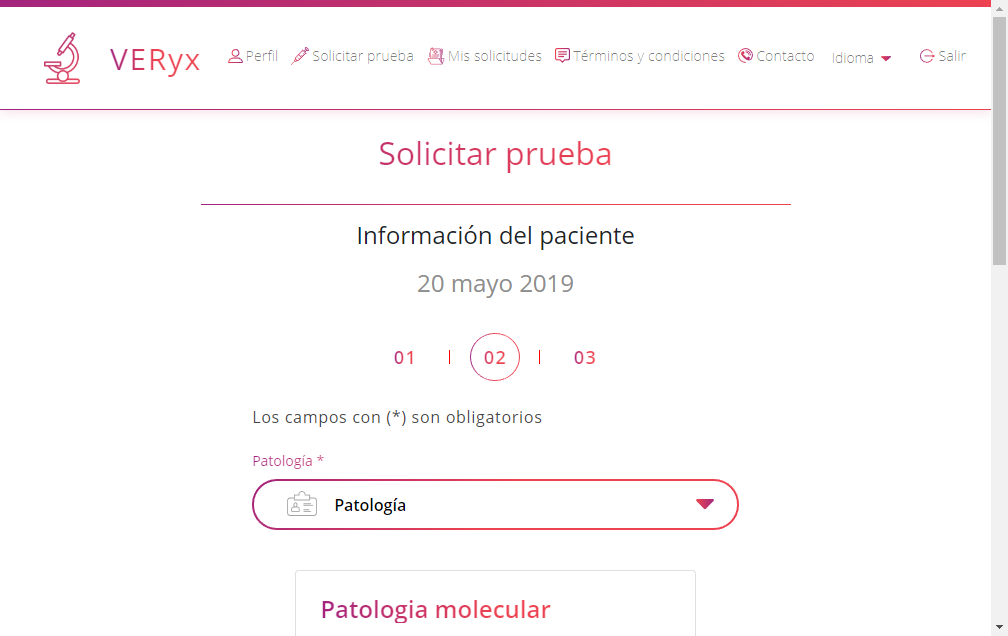 VERyx
Perfil Solicitar prueba Mis solicitudes Términos y condiciones Contacto Idioma Salir
Solicitar prueba
Información del paciente
20 mayo 2019
01 | 02 | 03
Los campos con (*) son obligatorios
Patología *
Patología
Patologia molecular